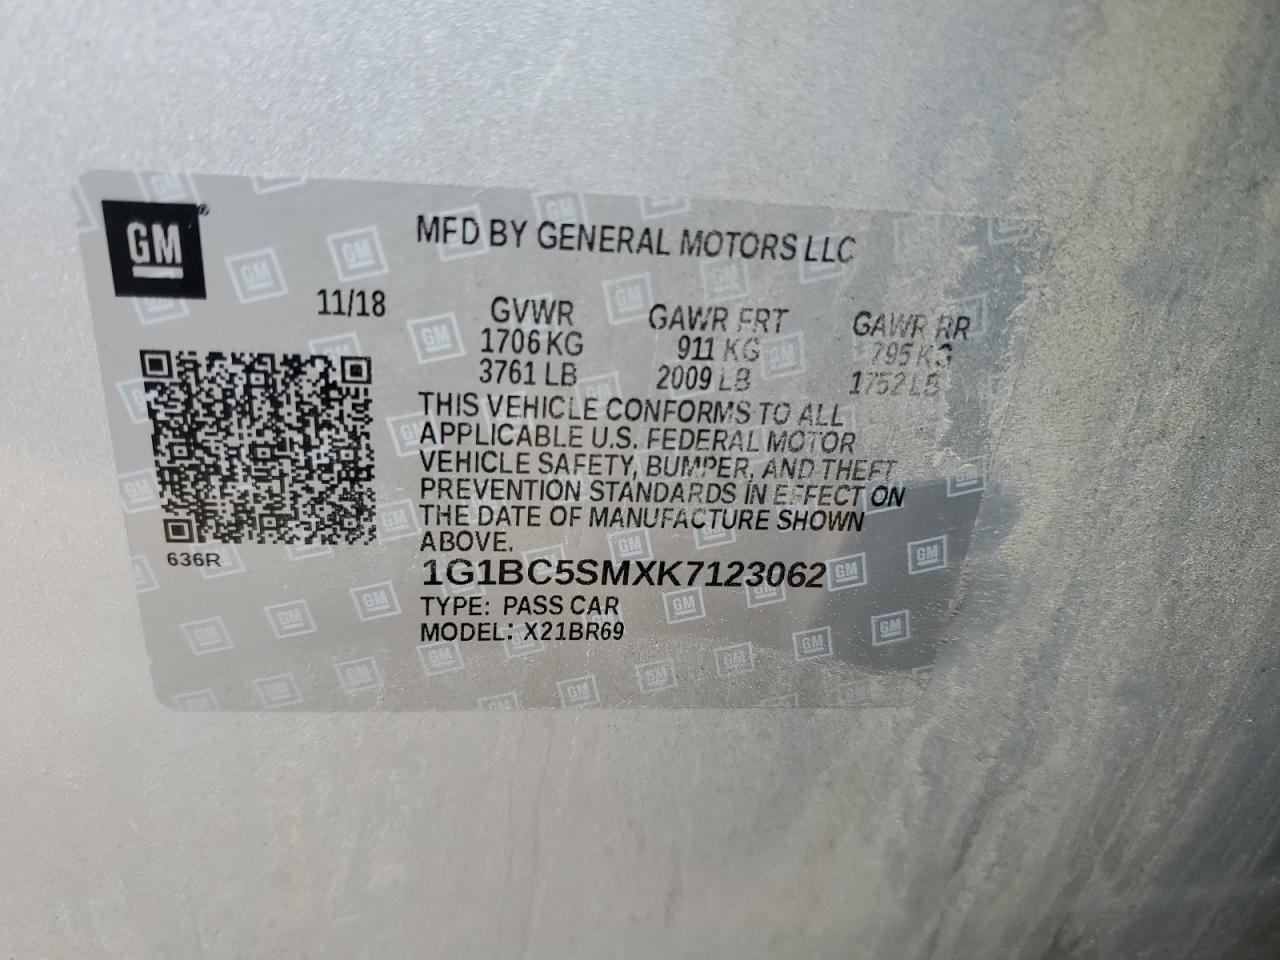 GM
MFD BY GENERAL MOTORS LLC
11/18
GVWR GAWR FRT GAWR RR
1706 KG 911 KG 795 KG
3761 LB 2009 LB 1752 LB
THIS VEHICLE CONFORMS TO ALL
APPLICABLE U.S. FEDERAL MOTOR
VEHICLE SAFETY, BUMPER, AND THEFT
PREVENTION STANDARDS IN EFFECT ON
THE DATE OF MANUFACTURE SHOWN
ABOVE.
636R
1G1BC5SMXK7123062
TYPE: PASS CAR
MODEL: X21BR69